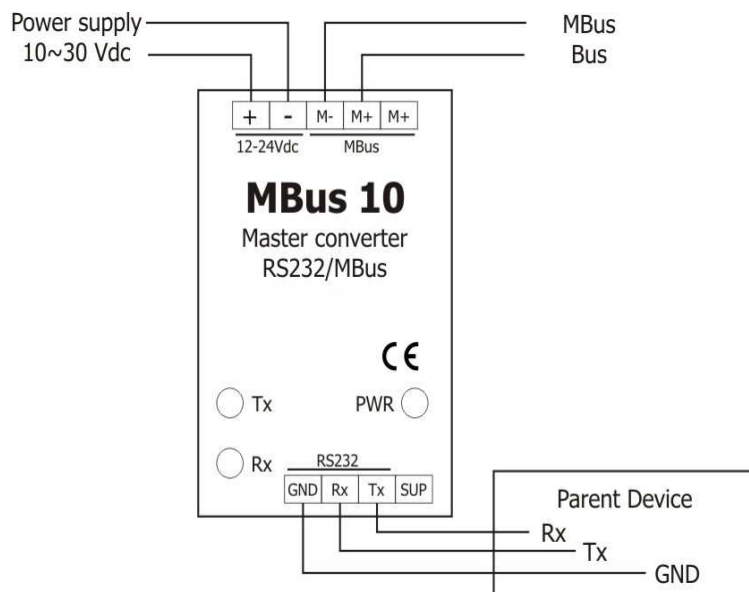 Power supply
10~30 Vdc
MBus
Bus
+ - M- M+ M+
12-24Vdc MBus
MBus 10
Master converter
RS232/MBus
CE
Tx PWR
Rx RS232
GND Rx Tx SUP
Parent Device
Rx
Tx
GND